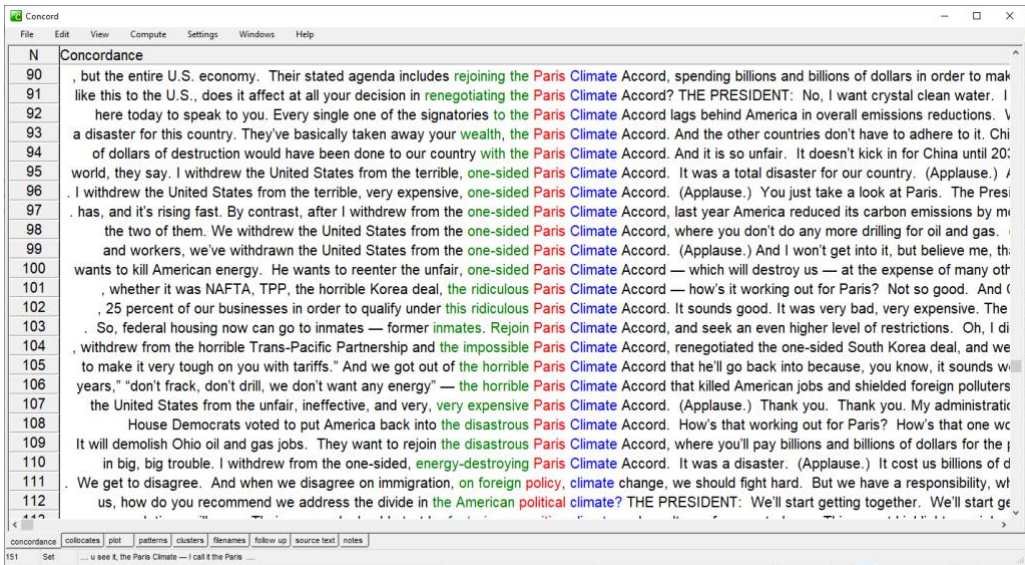 Concord
File Edit View Compute Settings Windows Help
N Concordance
90 , but the entire U.S. economy. Their stated agenda includes rejoining the Paris Climate Accord, spending billions and billions of dollars in order to mak
91 like this to the U.S., does it affect at all your decision in renegotiating the Paris Climate Accord? THE PRESIDENT: No, I want crystal clean water. I
92 here today to speak to you. Every single one of the signatories to the Paris Climate Accord lags behind America in overall emissions reductions.
93 a disaster for this country. They've basically taken away your wealth, the Paris Climate Accord. And the other countries don't have to adhere to it. Chi
94 of dollars of destruction would have been done to our country with the Paris Climate Accord. And it is so unfair. It doesn't kick in for China until 203
95 world, they say. I withdrew the United States from the terrible, one-sided Paris Climate Accord. It was a total disaster for our country. (Applause.)
96 . I withdrew the United States from the terrible, very expensive, one-sided Paris Climate Accord. (Applause.) You just take a look at Paris. The Presi
97 . has, and it's rising fast. By contrast, after I withdrew from the one-sided Paris Climate Accord, last year America reduced its carbon emissions by m
98 the two of them. We withdrew the United States from the one-sided Paris Climate Accord, where you don't do any more drilling for oil and gas.
99 and workers, we've withdrawn the United States from the one-sided Paris Climate Accord. (Applause.) And I won't get into it, but believe me, tha
100 wants to kill American energy. He wants to reenter the unfair, one-sided Paris Climate Accord — which will destroy us — at the expense of many oth
101 , whether it was NAFTA, TPP, the horrible Korea deal, the ridiculous Paris Climate Accord — how's it working out for Paris? Not so good. And
102 , 25 percent of our businesses in order to qualify under this ridiculous Paris Climate Accord. It sounds good. It was very bad, very expensive. The
103 . So, federal housing now can go to inmates — former inmates. Rejoin Paris Climate Accord, and seek an even higher level of restrictions. Oh, I di
104 , withdrew from the horrible Trans-Pacific Partnership and the impossible Paris Climate Accord, renegotiated the one-sided South Korea deal, and we
105 to make it very tough on you with tariffs." And we got out of the horrible Paris Climate Accord that he'll go back into because, you know, it sounds w
106 years," "don't frack, don't drill, we don't want any energy" — the horrible Paris Climate Accord that killed American jobs and shielded foreign polluters
107 the United States from the unfair, ineffective, and very, very expensive Paris Climate Accord. (Applause.) Thank you. Thank you. My administratic
108 House Democrats voted to put America back into the disastrous Paris Climate Accord. How's that working out for Paris? How's that one wo
109 It will demolish Ohio oil and gas jobs. They want to rejoin the disastrous Paris Climate Accord, where you'll pay billions and billions of dollars for the p
110 in big, big trouble. I withdrew from the one-sided, energy-destroying Paris Climate Accord. It was a disaster. (Applause.) It cost us billions of d
111 . We get to disagree. And when we disagree on immigration, on foreign policy, climate change, we should fight hard. But we have a responsibility, wh
112 us, how do you recommend we address the divide in the American political climate? THE PRESIDENT: We'll start getting together. We'll start ge
concordance collocates plot patterns clusters filenames follow up source text notes
151 Set .... u see it, the Paris Climate — I call it the Paris ....